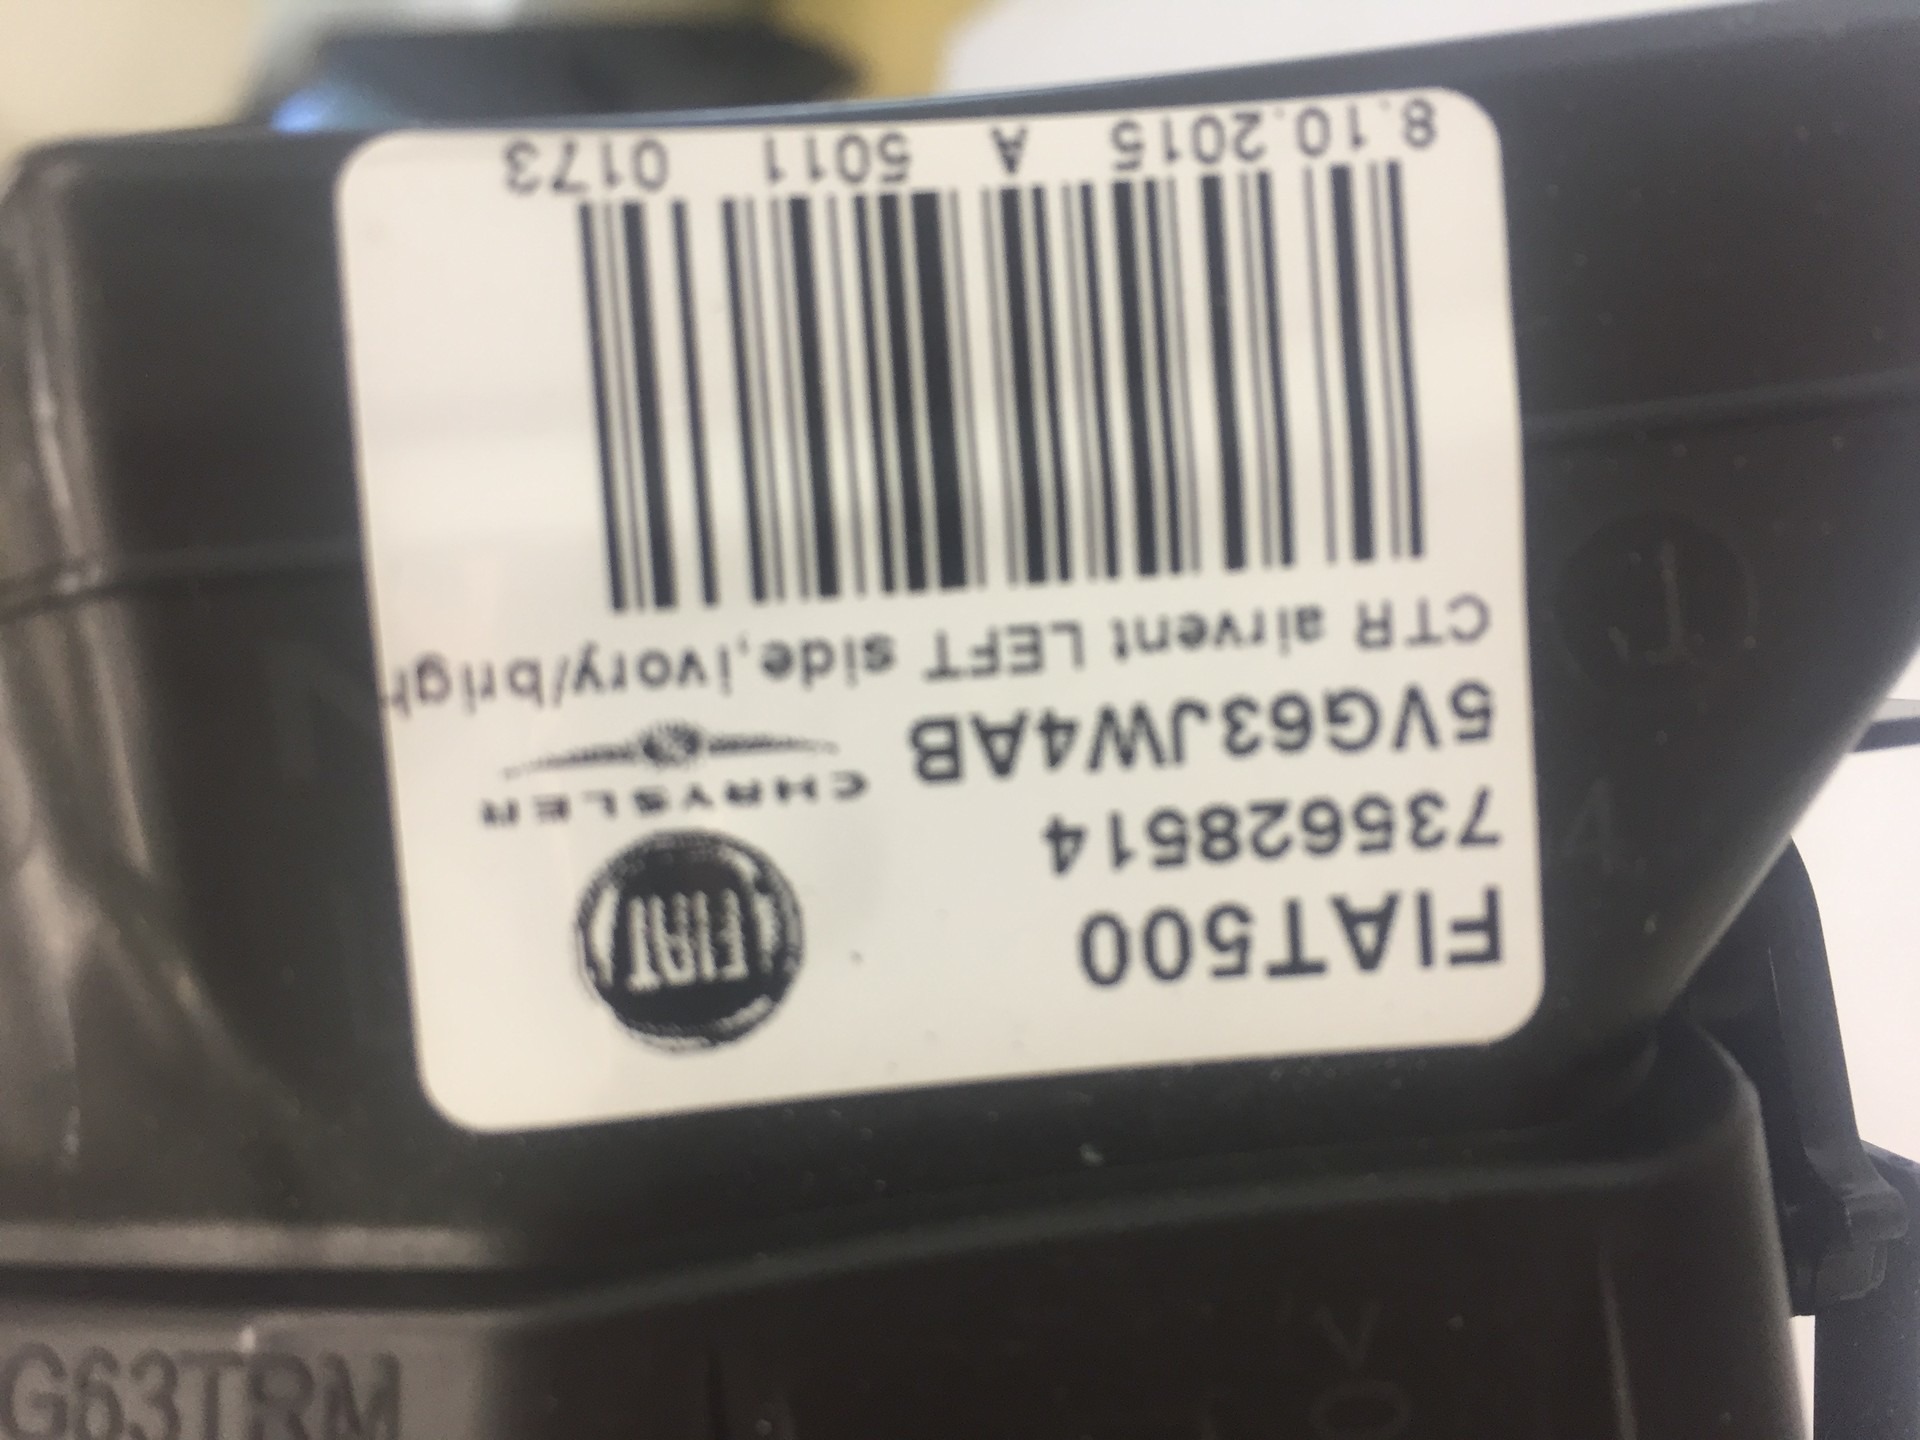 FIAT500
FIAT
735628514
CHRYSLER
5VG63JW4AB
CTR airvent LEFT side,ivory/brigh
8.10.2015 A 5011 0173
G63TRM